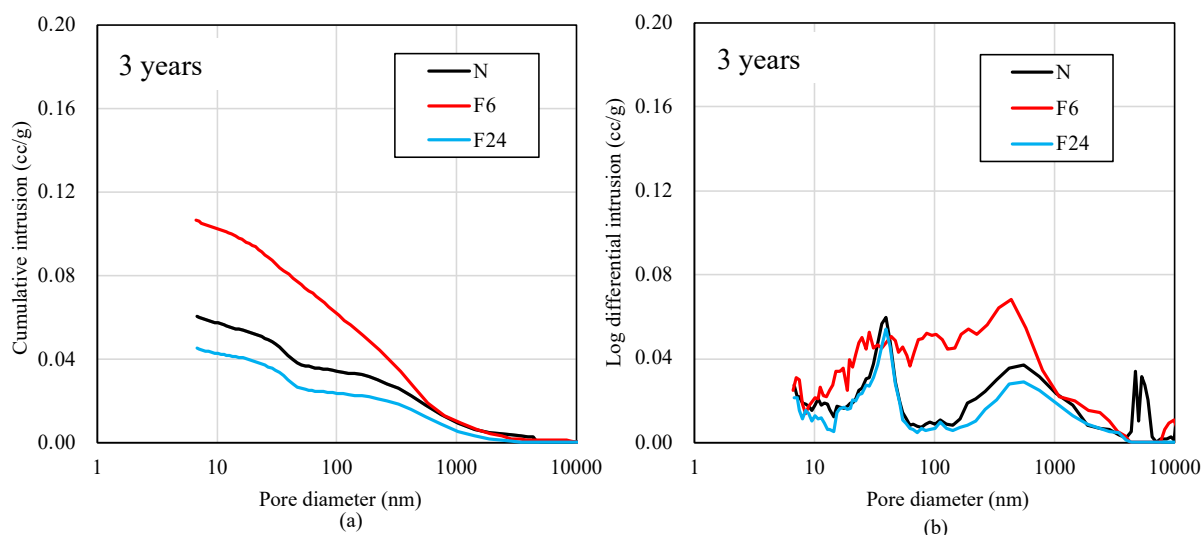 3 years
N
F6
F24
0.20
0.16
0.12
0.08
0.04
0.00
Cumulative intrusion (cc/g)
1
10
100
1000
10000
Pore diameter (nm)
(a)
3 years
N
F6
F24
0.20
0.16
0.12
0.08
0.04
0.00
Log differential intrusion (cc/g)
1
10
100
1000
10000
Pore diameter (nm)
(b)